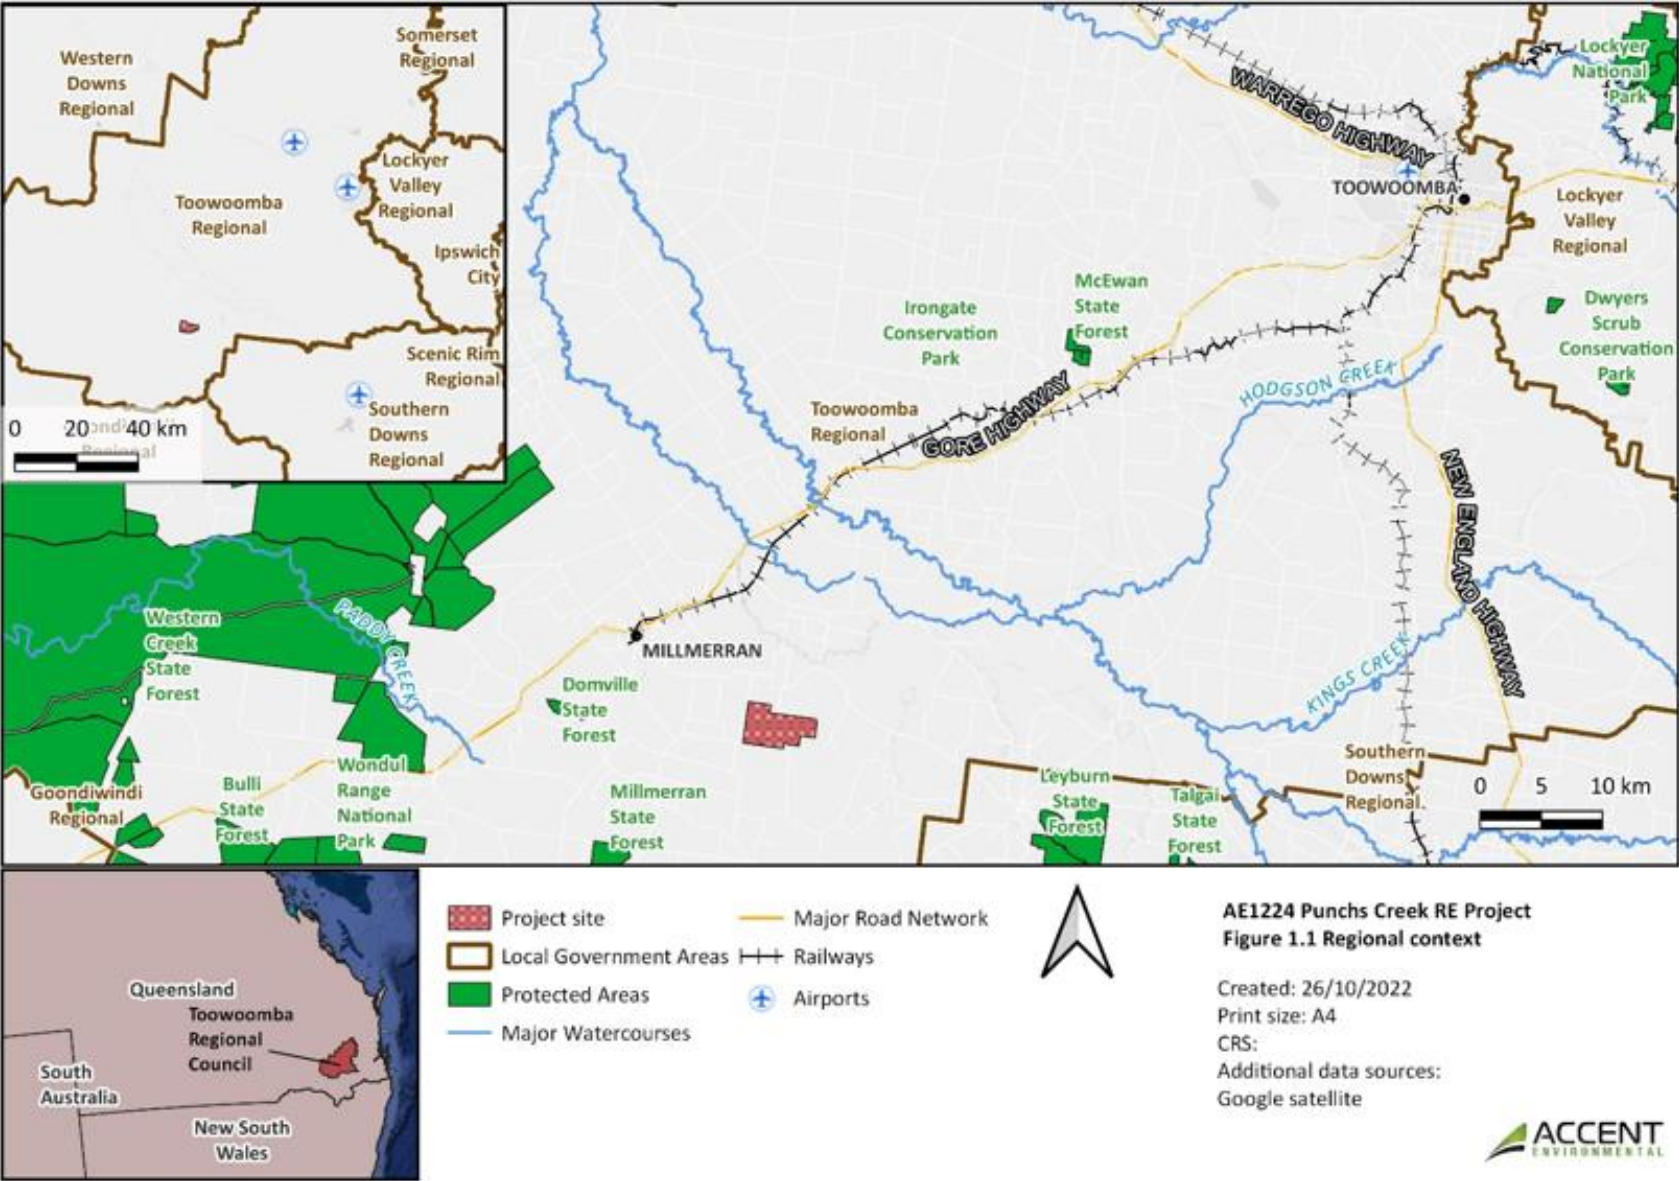 Western
Downs
Regional
Somerset
Regional
Toowoomba
Regional
Lockyer
Valley
Regional
Ipswich
City
Scenic Rim
Regional
Southern
Downs
Regional
0 20 40 km
WARREGO HIGHWAY
TOOWOOMBA
Lockyer
National
Park
Lockyer
Valley
Regional
Dwyers
Scrub
Conservation
Park
McEwan
State
Forest
Irongate
Conservation
Park
Toowoomba
Regional
GORE HIGHWAY
HODGSON CREEK
NEW ENGLAND HIGHWAY
KINGS CREEK
PADDY CREEK
Western
Creek
State
Forest
MILLMERRAN
Domville
State
Forest
Goondiwindi
Regional
Bulli
State
Forest
Wondul
Range
National
Park
Millmerran
State
Forest
Leyburn
State
Forest
Talgai
State
Forest
Southern
Downs
Regional
0 5 10 km
Queensland
Toowoomba
Regional
Council
South
Australia
New South
Wales
Project site
Local Government Areas
Protected Areas
Major Watercourses
Major Road Network
Railways
Airports
AE1224 Punchs Creek RE Project
Figure 1.1 Regional context
Created: 26/10/2022
Print size: A4
CRS:
Additional data sources:
Google satellite
ACCENT
ENVIRONMENTAL